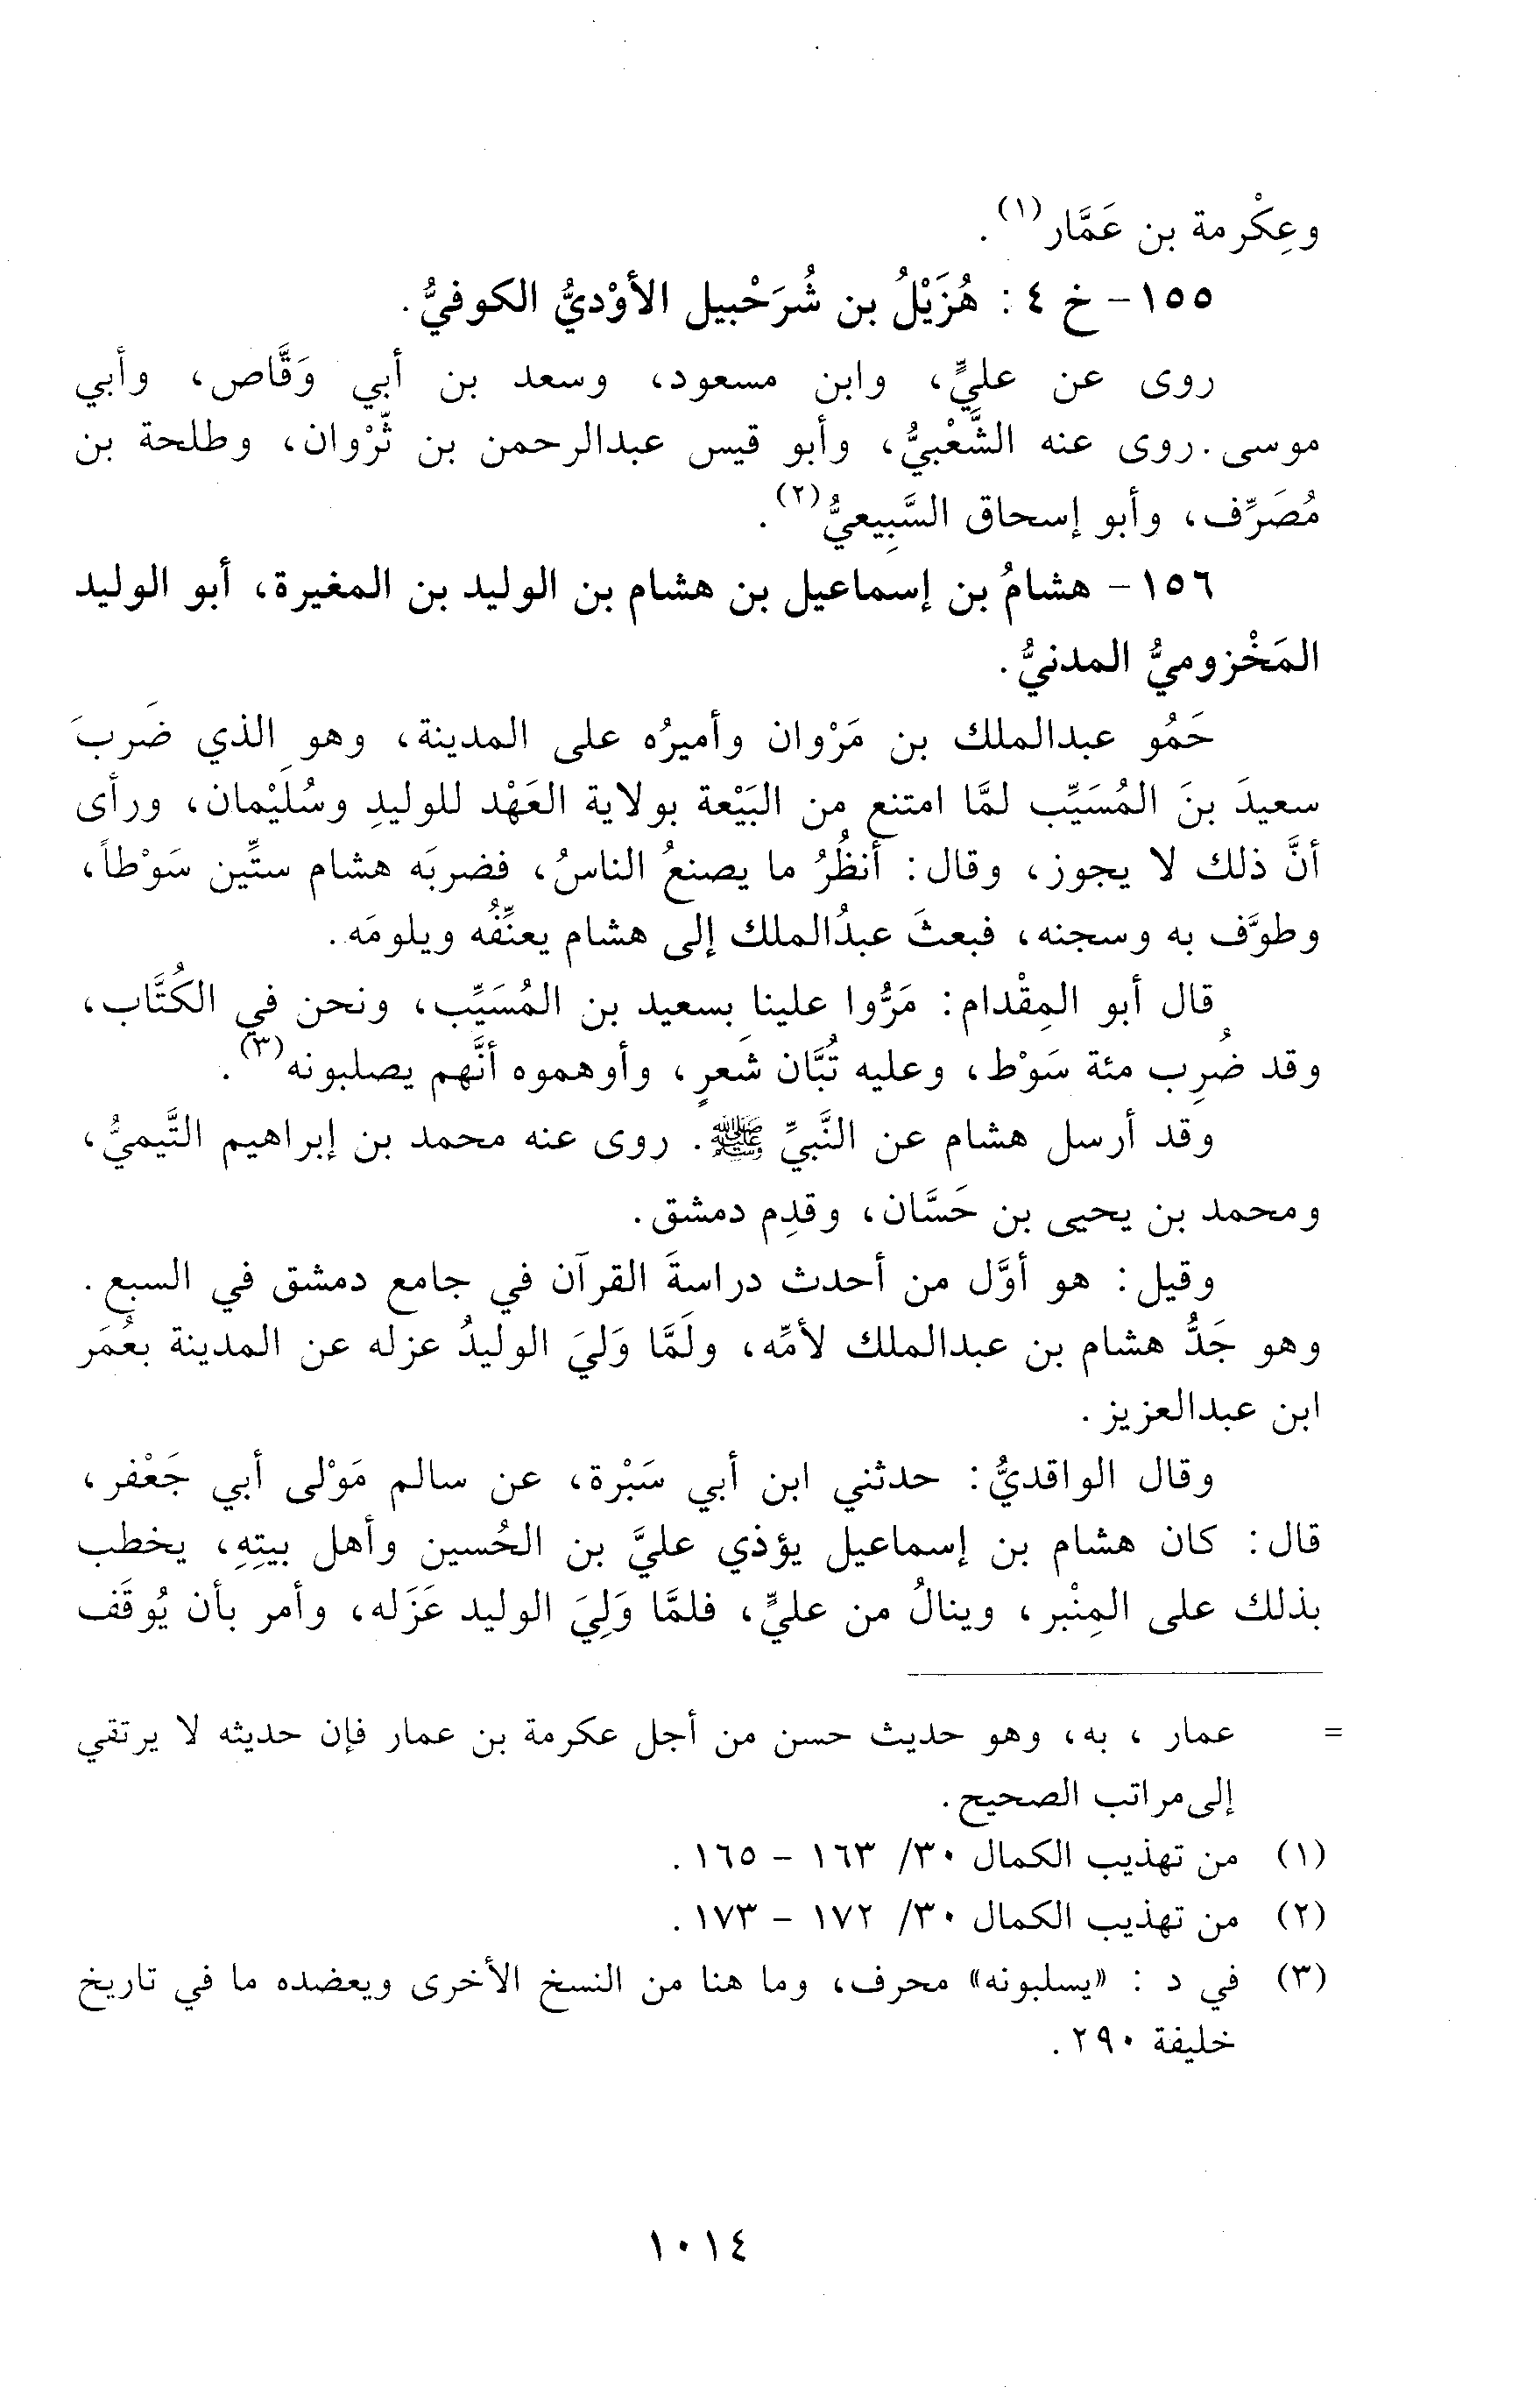 وعِكْرمة بن عَمَّار(١).
١٥٥- خ ٤: هُزَيْلُ بن شُرَحْبيل الأوْديُّ الكوفيُّ.
روى عن عليٍّ، وابن مسعود، وسعد بن أبي وَقَّاص، وأبي
موسى. روى عنه الشَّعْبيُّ، وأبو قيس عبدالرحمن بن ثَّرْوان، وطلحة بن
مُصَرِّف، وأبو إسحاق السَّبِيعيُّ(٢).
١٥٦- هشامُ بن إسماعيل بن هشام بن الوليد بن المغيرة، أبو الوليد
المَخْزوميُّ المدنيُّ.
حَمُو عبدالملك بن مَرْوان وأميرُه على المدينة، وهو الذي ضَربَ
سعيدَ بنَ المُسَيِّب لمَّا امتنع من البَيْعة بولاية العَهْد للوليدِ وسُلَيْمان، ورأى
أنَّ ذلك لا يجوز، وقال: أنظُرُ ما يصنعُ الناسُ، فضربَه هشام ستِّين سَوْطاً،
وطوَّف به وسجنه، فبعثَ عبدُالملك إلى هشام يعنِّفُه ويلومَه.
قال أبو المِقْدام: مَرُّوا علينا بسعيد بن المُسَيِّب، ونحن في الكُتَّاب،
وقد ضُرِب مئة سَوْط، وعليه تُبَّان شَعرٍ، وأوهموه أنَّهم يصلبونه(٣).
وقد أرسل هشام عن النَّبيِّ ﷺ. روى عنه محمد بن إبراهيم التَّيميُّ،
ومحمد بن يحيى بن حَسَّان، وقدِم دمشق.
وقيل: هو أوَّل من أحدث دراسةَ القرآن في جامع دمشق في السبع.
وهو جَدُّ هشام بن عبدالملك لأمِّه، ولَمَّا وَليَ الوليدُ عزله عن المدينة بعُمَر
ابن عبدالعزيز.
وقال الواقديُّ: حدثني ابن أبي سَبْرة، عن سالم مَوْلى أبي جَعْفر،
قال: كان هشام بن إسماعيل يؤذي عليَّ بن الحُسين وأهل بيتِهِ، يخطب
بذلك على المِنْبر، وينالُ من عليٍّ، فلمَّا وَلِيَ الوليد عَزَله، وأمر بأن يُوقَف
= عمار ، به، وهو حديث حسن من أجل عكرمة بن عمار فإن حديثه لا يرتقي
إلى مراتب الصحيح.
(١) من تهذيب الكمال ٣٠/ ١٦٣ - ١٦٥.
(٢) من تهذيب الكمال ٣٠/ ١٧٢ - ١٧٣.
(٣) في د : «يسلبونه» محرف، وما هنا من النسخ الأخرى ويعضده ما في تاريخ
خليفة ٢٩٠.
١٠١٤